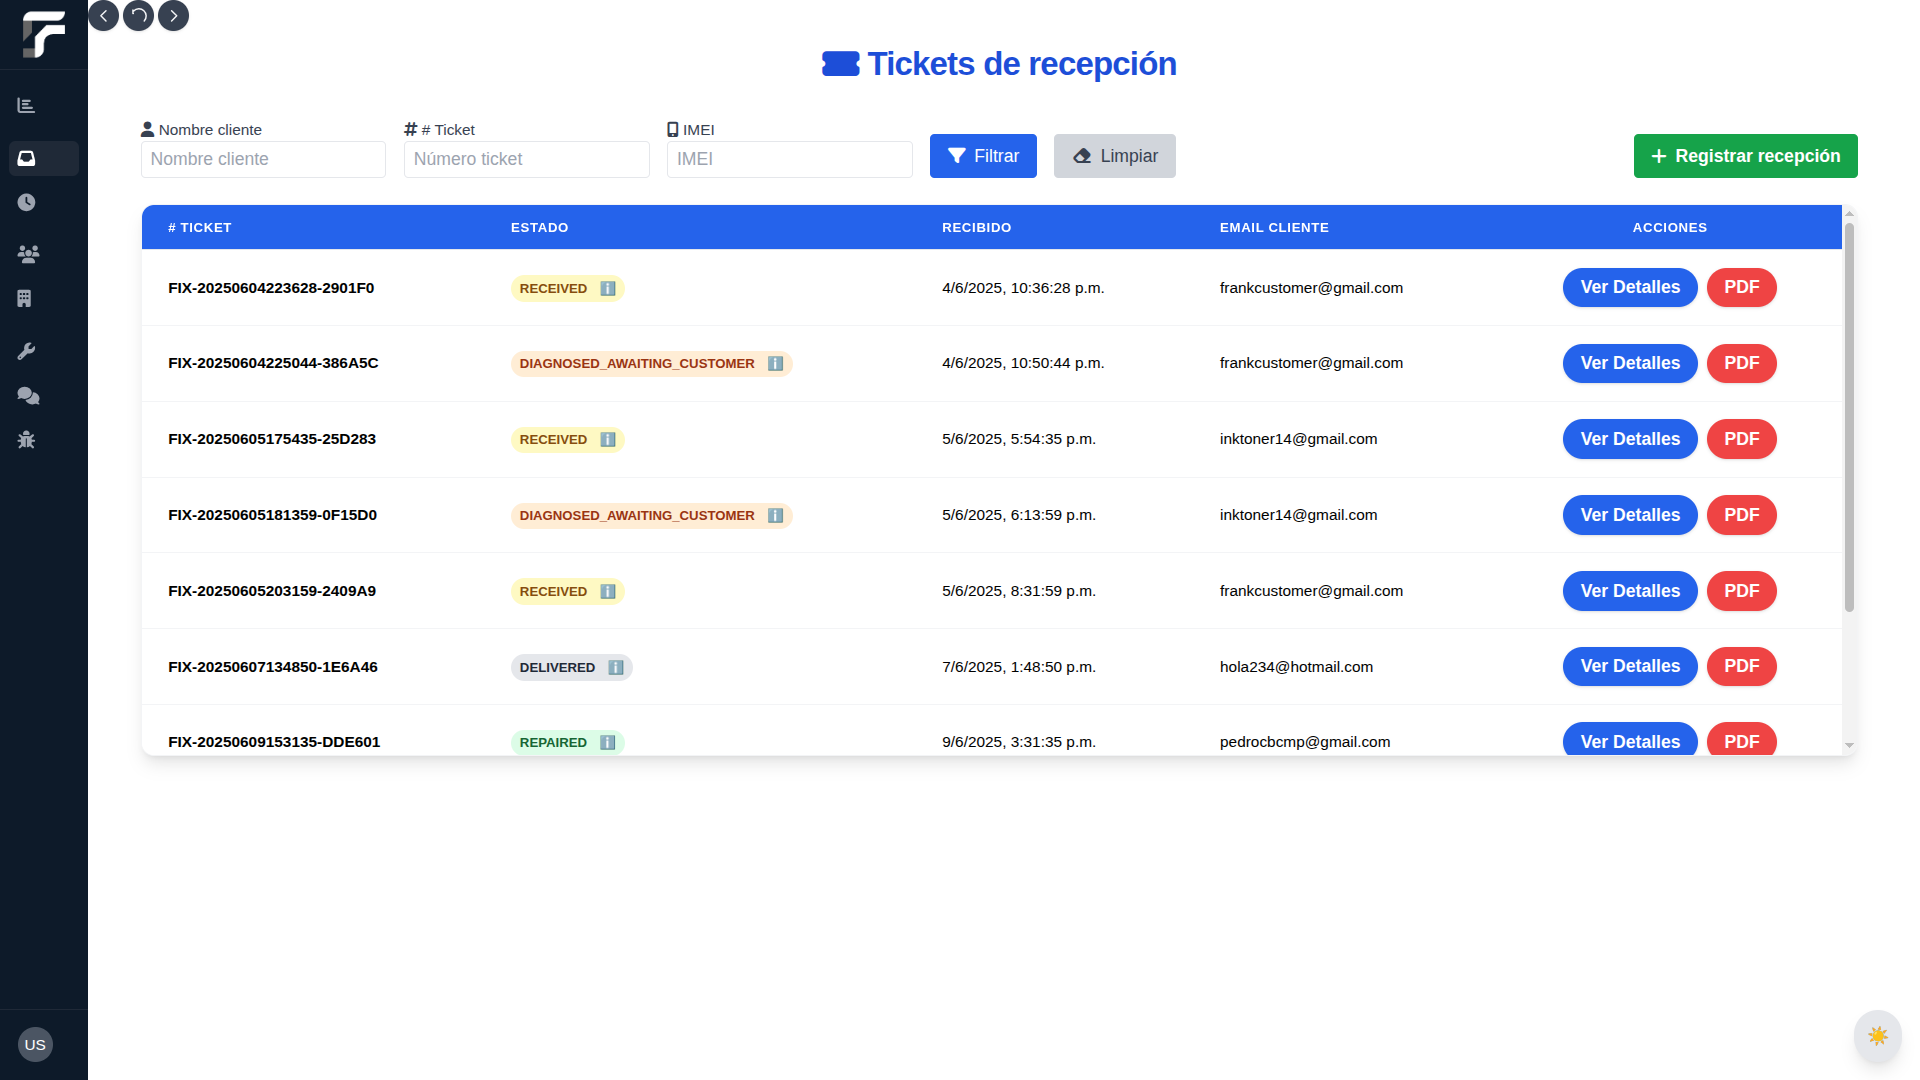 Tickets de recepción
Nombre cliente
# Ticket
IMEI
Nombre cliente
Número ticket
IMEI
Filtrar
Limpiar
Registrar recepción
# TICKET ESTADO RECIBIDO EMAIL CLIENTE ACCIONES
FIX-20250604223628-2901F0 RECEIVED ℹ️ 4/6/2025, 10:36:28 p.m. frankcustomer@gmail.com Ver Detalles PDF
FIX-20250604225044-386A5C DIAGNOSED_AWAITING_CUSTOMER ℹ️ 4/6/2025, 10:50:44 p.m. frankcustomer@gmail.com Ver Detalles PDF
FIX-20250605175435-25D283 RECEIVED ℹ️ 5/6/2025, 5:54:35 p.m. inktoner14@gmail.com Ver Detalles PDF
FIX-20250605181359-0F15D0 DIAGNOSED_AWAITING_CUSTOMER ℹ️ 5/6/2025, 6:13:59 p.m. inktoner14@gmail.com Ver Detalles PDF
FIX-20250605203159-2409A9 RECEIVED ℹ️ 5/6/2025, 8:31:59 p.m. frankcustomer@gmail.com Ver Detalles PDF
FIX-20250607134850-1E6A46 DELIVERED ℹ️ 7/6/2025, 1:48:50 p.m. hola234@hotmail.com Ver Detalles PDF
FIX-20250609153135-DDE601 REPAIRED ℹ️ 9/6/2025, 3:31:35 p.m. pedrocbcmp@gmail.com Ver Detalles PDF
US